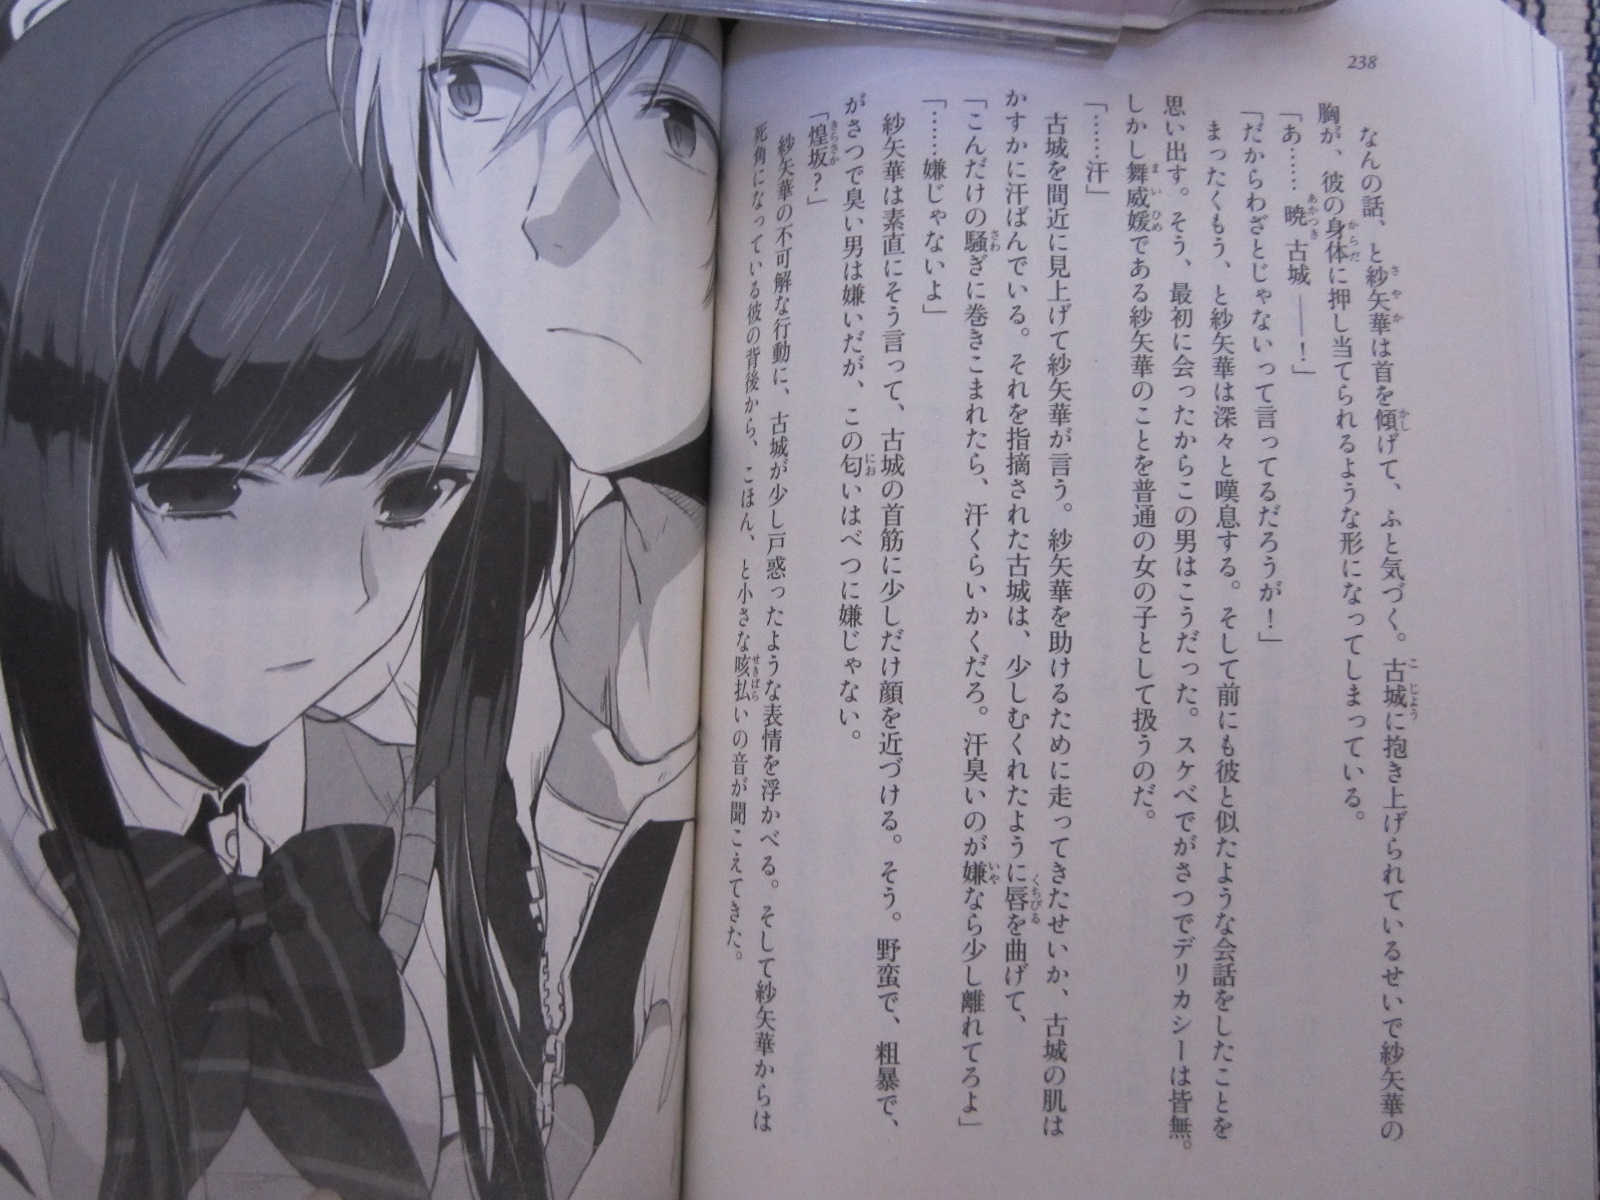 238
なんの話、と紗矢華は首を傾げて、ふと気づく。古城に抱き上げられているせいで紗矢華の
胸が、彼の身体に押し当てられるような形になってしまっている。
「あ……暁 古城――！」
「だからわざとじゃないって言ってるだろうが！」
まったくもう、と紗矢華は深々と嘆息する。そして前にも彼と似たような会話をしたことを
思い出す。そう、最初に会ったからこの男はこうだった。スケベでがさつでデリカシーは皆無。
しかし舞威媛である紗矢華のことを普通の女の子として扱うのだ。
「……汗」
古城を間近に見上げて紗矢華が言う。紗矢華を助けるために走ってきたせいか、古城の肌は
かすかに汗ばんでいる。それを指摘された古城は、少しむくれたように唇を曲げて、
「こんだけの騒ぎに巻きこまれたら、汗くらいかくだろ。汗臭いのが嫌なら少し離れてろよ」
「……嫌じゃないよ」
紗矢華は素直にそう言って、古城の首筋に少しだけ顔を近づける。そう。野蛮で、粗暴で、
がさつで臭い男は嫌いだが、この匂いはべつに嫌じゃない。
「煌坂？」
紗矢華の不可解な行動に、古城が少し戸惑ったような表情を浮かべる。そして紗矢華からは
死角になっている彼の背後から、ごほん、と小さな咳払いの音が聞こえてきた。